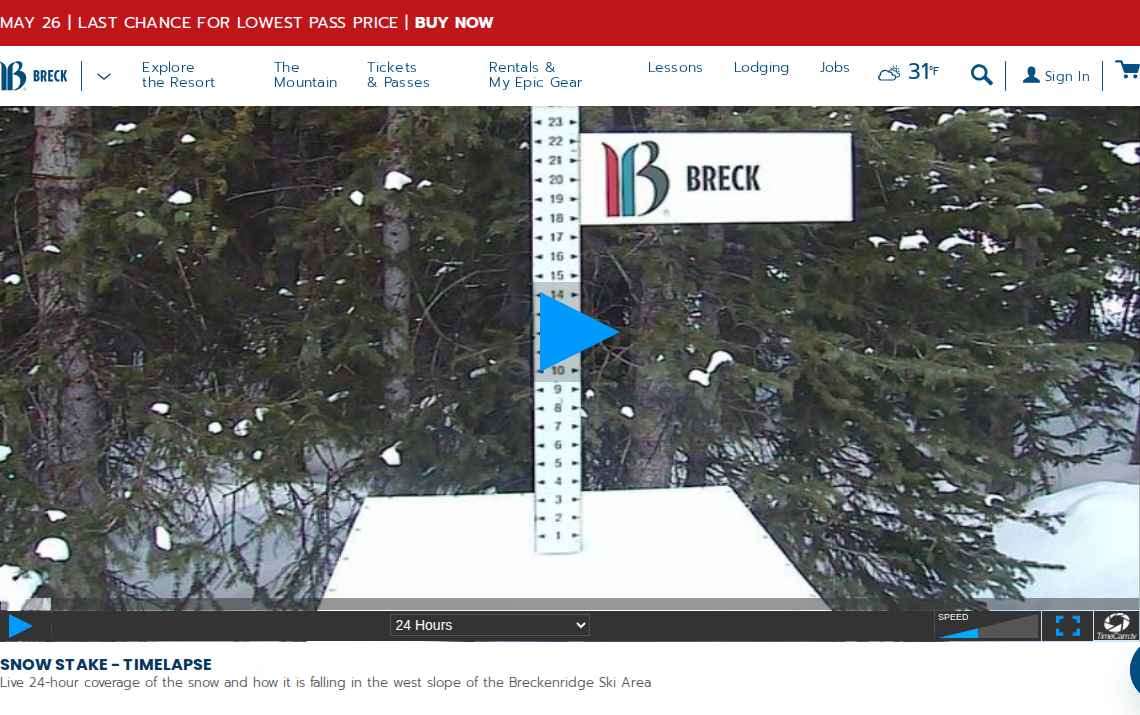 MAY 26 | LAST CHANCE FOR LOWEST PASS PRICE | BUY NOW
BRECK
Explore
the Resort
The
Mountain
Tickets
& Passes
Rentals &
My Epic Gear
Lessons
Lodging
Jobs
31°F
Sign In
23
22
21
20
19
18
17
16
15
14
10
9
8
7
6
5
4
3
2
1
BRECK
24 Hours
SPEED
TimeCam.tv
SNOW STAKE - TIMELAPSE
Live 24-hour coverage of the snow and how it is falling in the west slope of the Breckenridge Ski Area